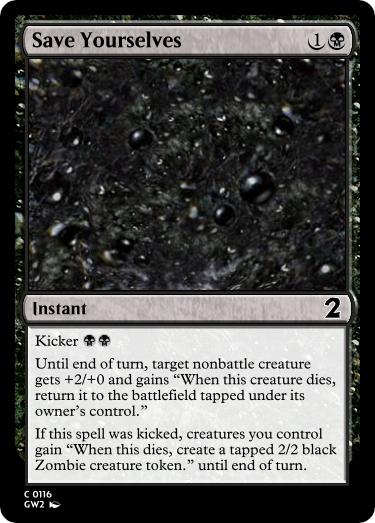 Save Yourselves 1
Instant 2
Kicker
Until end of turn, target nonbattle creature
gets +2/+0 and gains “When this creature dies,
return it to the battlefield tapped under its
owner’s control.”
If this spell was kicked, creatures you control
gain “When this dies, create a tapped 2/2 black
Zombie creature token.” until end of turn.
C 0116
GW2